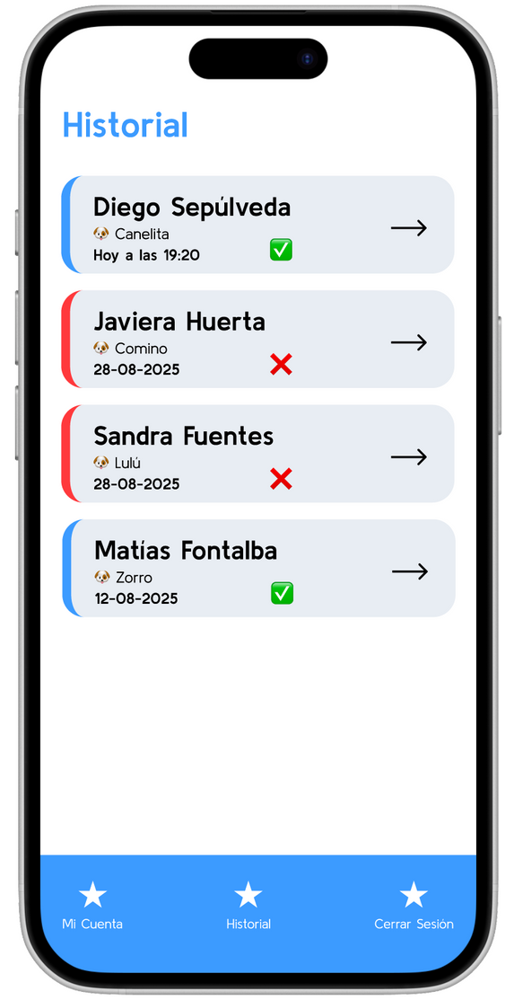 Historial
Diego Sepúlveda
🐶 Canelita
Hoy a las 19:20 ✅
Javiera Huerta
🐶 Comino
28-08-2025 ❌
Sandra Fuentes
🐶 Lulú
28-08-2025 ❌
Matías Fontalba
🐶 Zorro
12-08-2025 ✅
Mi Cuenta
Historial
Cerrar Sesión